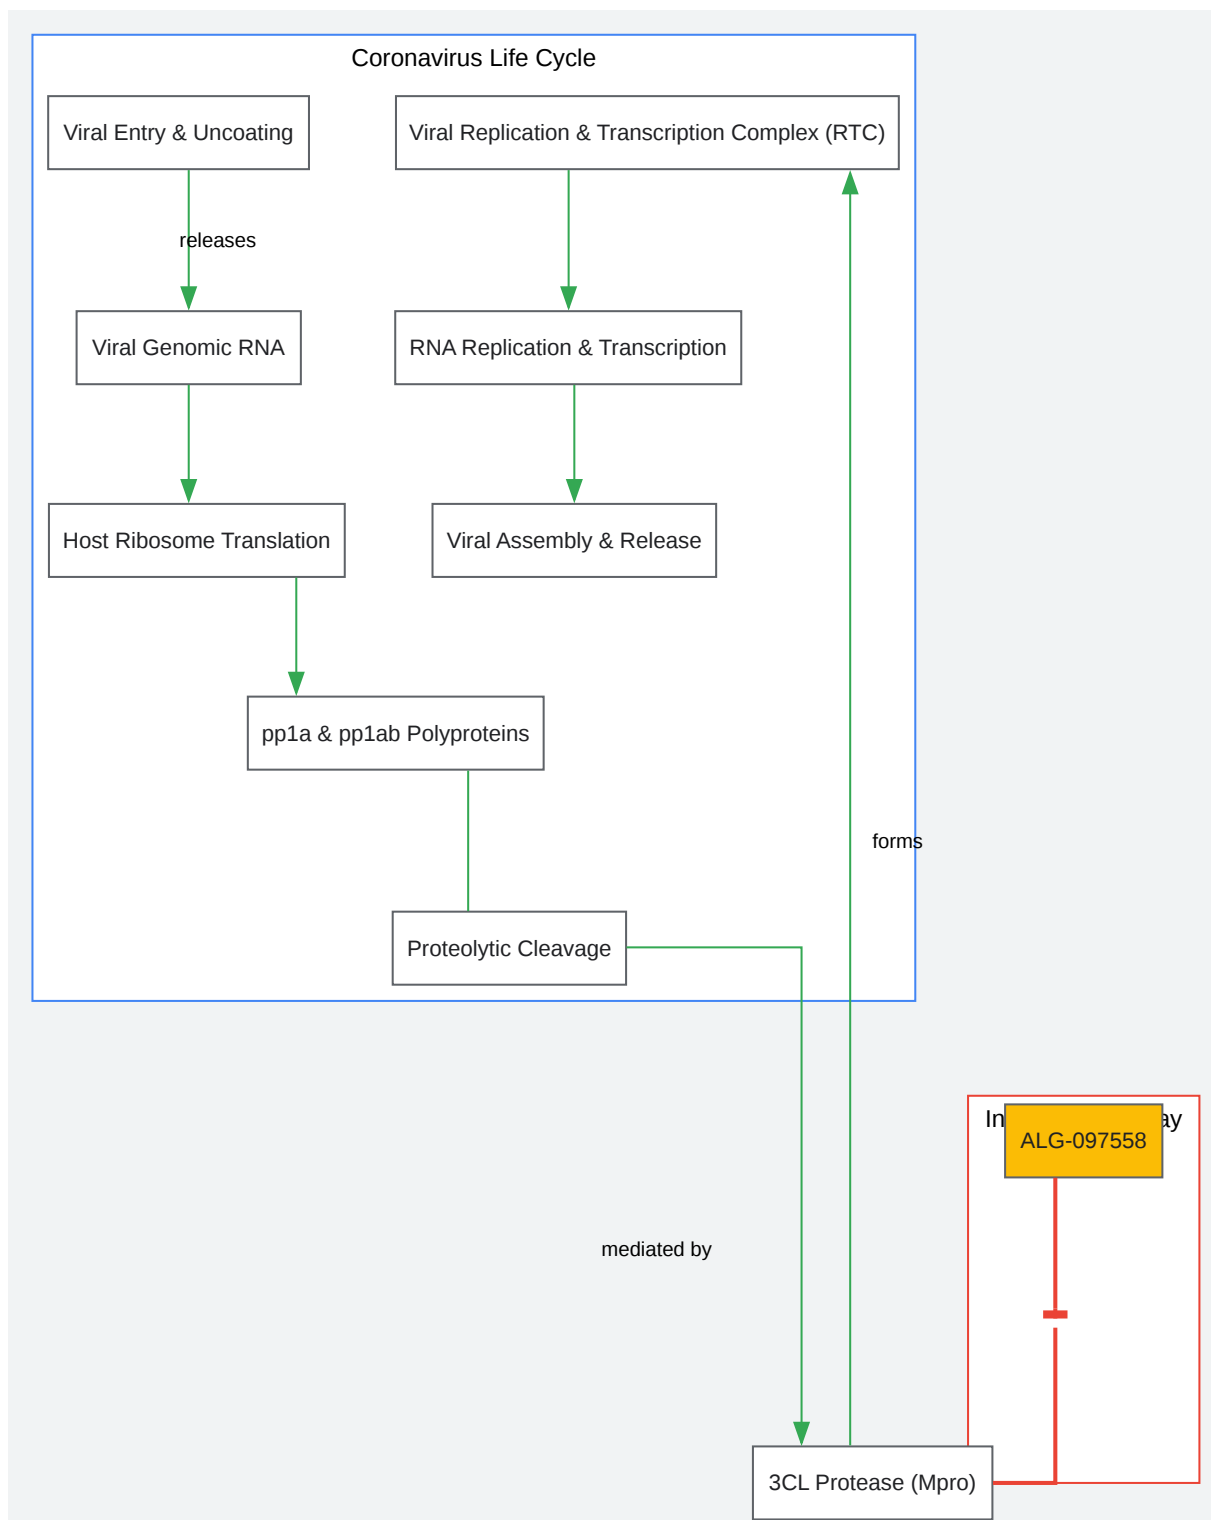 Coronavirus Life Cycle
Viral Entry & Uncoating
Viral Replication & Transcription Complex (RTC)
releases
Viral Genomic RNA
RNA Replication & Transcription
Host Ribosome Translation
Viral Assembly & Release
pp1a & pp1ab Polyproteins
forms
Proteolytic Cleavage
ALG-097558
mediated by
3CL Protease (Mpro)